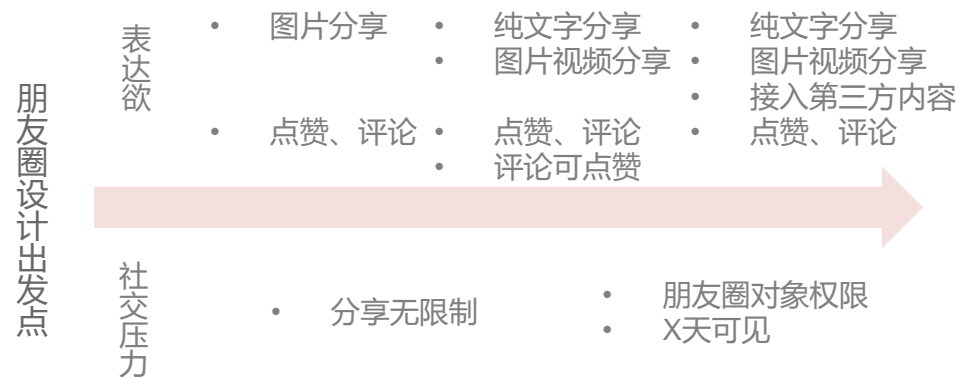 朋友圈设计出发点
表达欲
图片分享
点赞、评论
纯文字分享
图片视频分享
点赞、评论
评论可点赞
纯文字分享
图片视频分享
接入第三方内容
点赞、评论
社交压力
分享无限制
朋友圈对象权限
X天可见